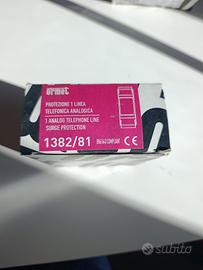 urmet
PROTEZIONE 1 LINEA
TELEFONICA ANALOGICA
1 ANALOG TELEPHONE LINE
SURGE PROTECTION
1382/81
CE
subito